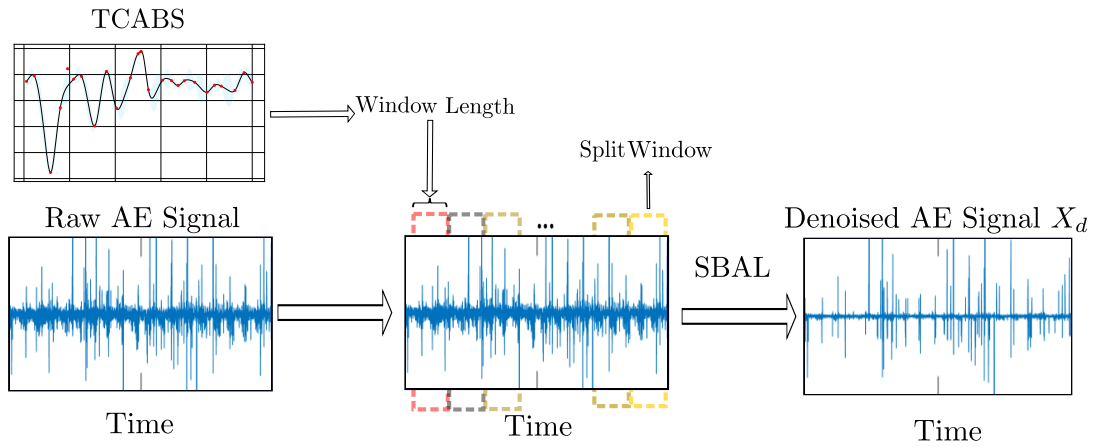 TCABS
Window Length
Split Window
Raw AE Signal
...
Denoised AE Signal X_d
SBAL
Time
Time
Time